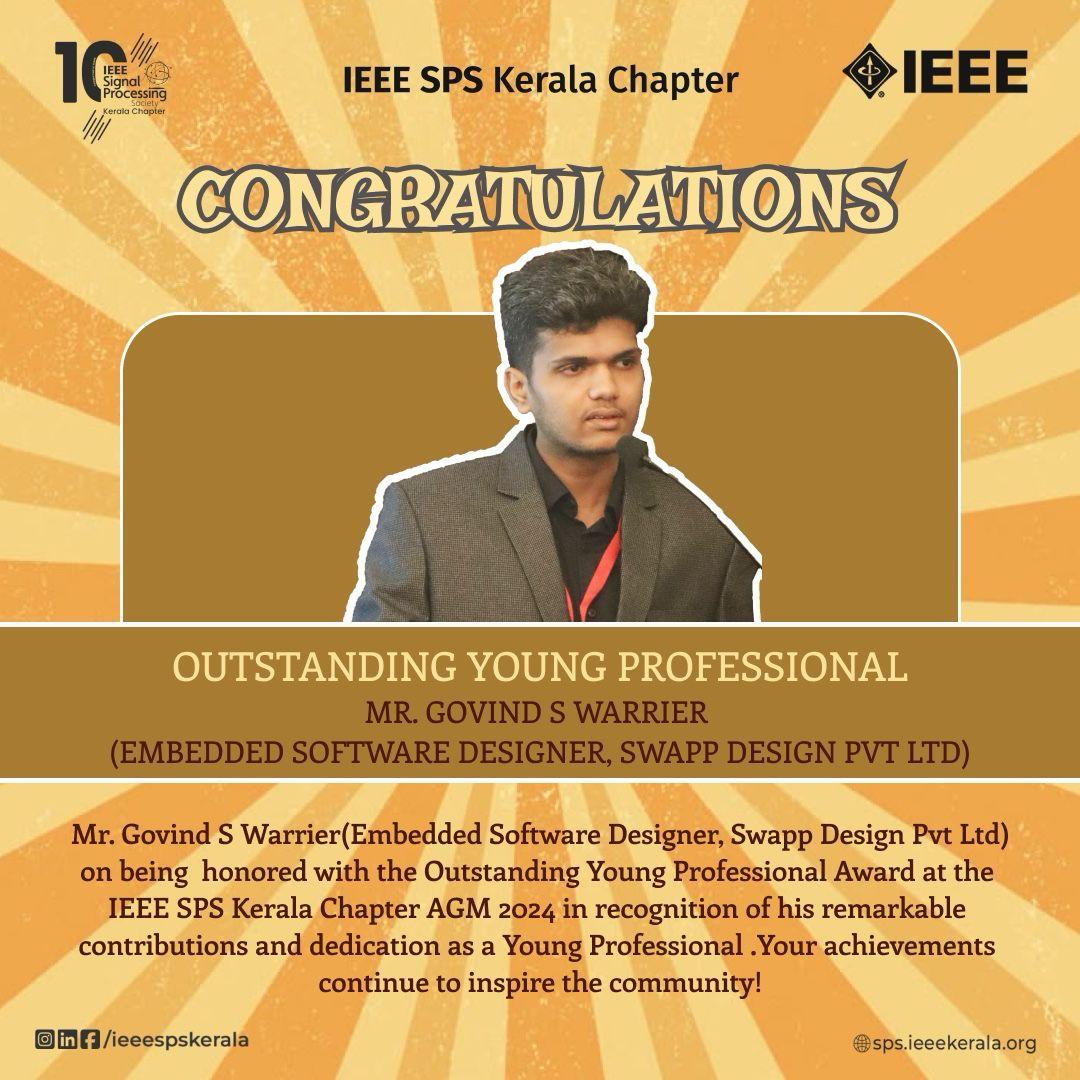 10
IEEE
Signal
Processing
Society
Kerala Chapter
IEEE SPS Kerala Chapter
IEEE
CONGRATULATIONS
OUTSTANDING YOUNG PROFESSIONAL
MR. GOVIND S WARRIER
(EMBEDDED SOFTWARE DESIGNER, SWAPP DESIGN PVT LTD)
Mr. Govind S Warrier(Embedded Software Designer, Swapp Design Pvt Ltd)
on being  honored with the Outstanding Young Professional Award at the
IEEE SPS Kerala Chapter AGM 2024 in recognition of his remarkable
contributions and dedication as a Young Professional .Your achievements
continue to inspire the community!
/ieeespskerala
sps.ieeekerala.org